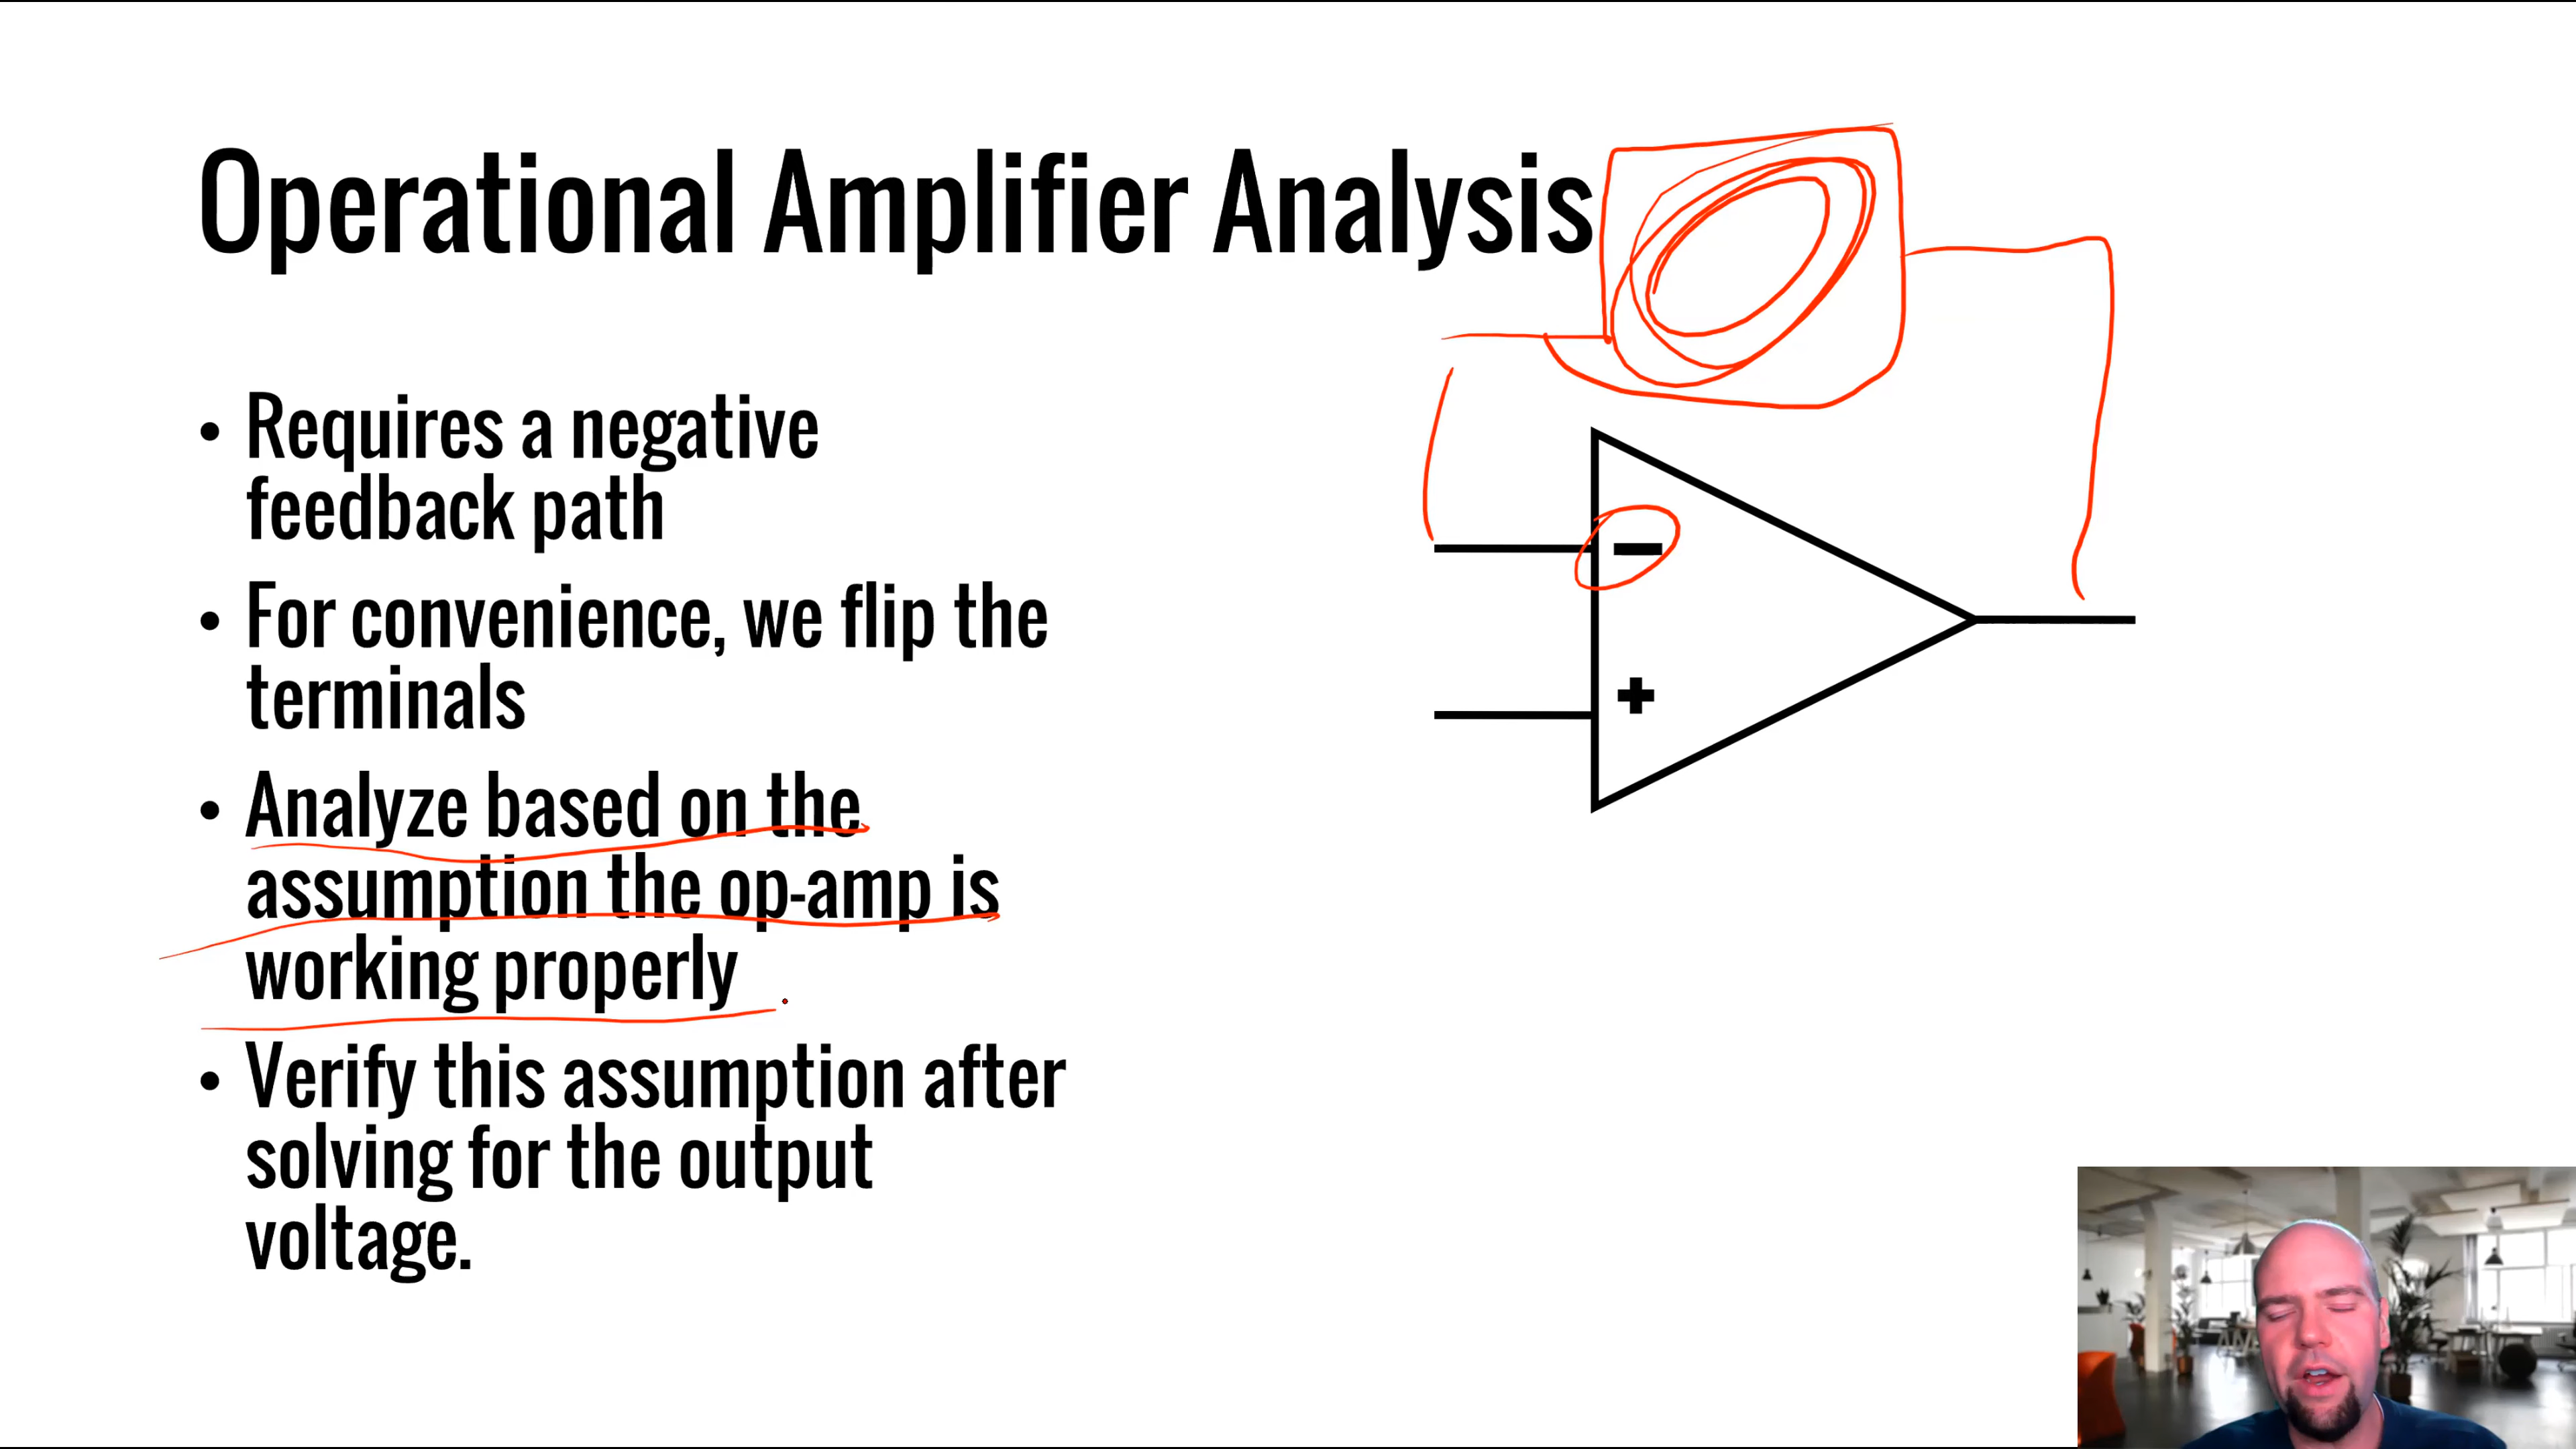 Operational Amplifier Analysis
• Requires a negative
feedback path
• For convenience, we flip the
terminals
• Analyze based on the
assumption the op-amp is
working properly
• Verify this assumption after
solving for the output
voltage.
−
+